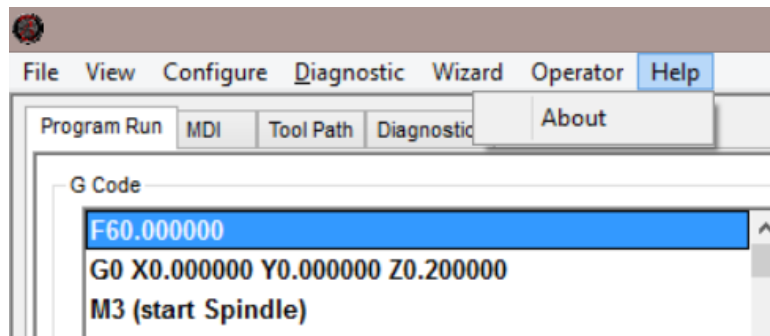 File View Configure Diagnostic Wizard Operator Help
About
Program Run MDI Tool Path Diagnostic
G Code
F60.000000
G0 X0.000000 Y0.000000 Z0.200000
M3 (start Spindle)